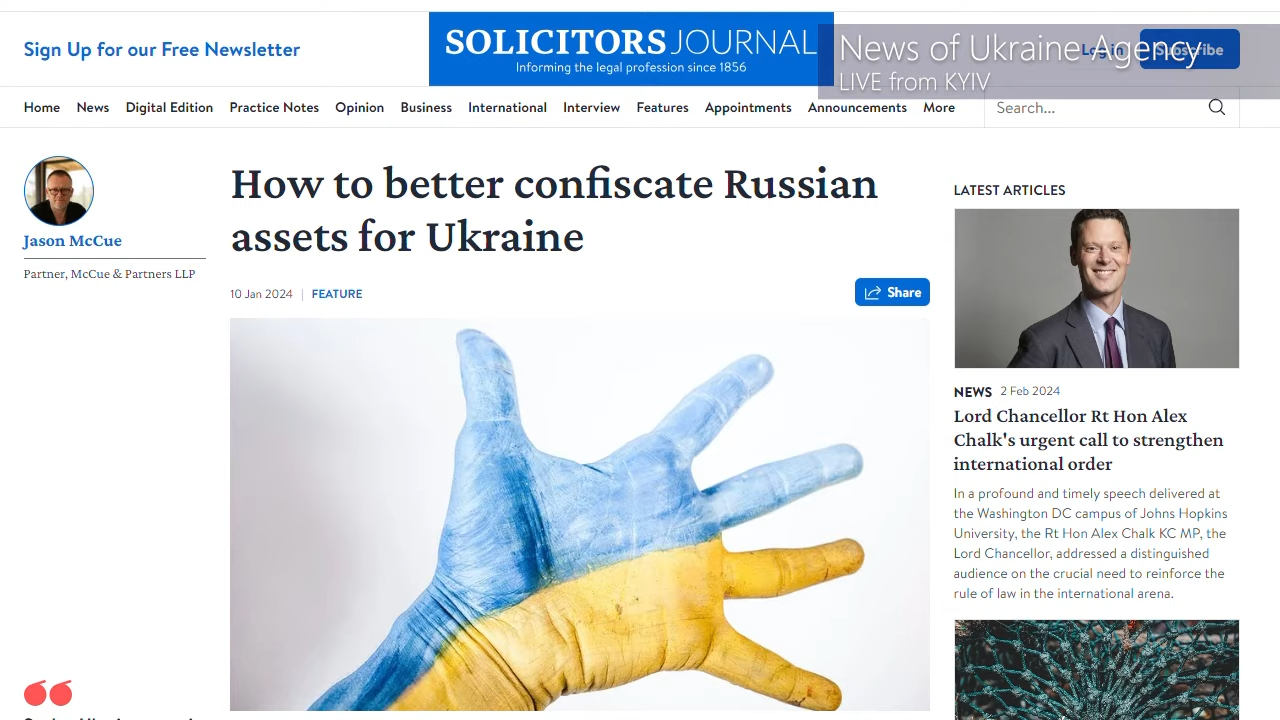 Sign Up for our Free Newsletter
SOLICITORS JOURNAL
Informing the legal profession since 1856
Log in
Subscribe
News of Ukraine Agency
LIVE from KYIV
Home News Digital Edition Practice Notes Opinion Business International Interview Features Appointments Announcements More
Search...
Jason McCue
Partner, McCue & Partners LLP
How to better confiscate Russian
assets for Ukraine
10 Jan 2024 | FEATURE
Share
LATEST ARTICLES
NEWS 2 Feb 2024
Lord Chancellor Rt Hon Alex
Chalk's urgent call to strengthen
international order
In a profound and timely speech delivered at
the Washington DC campus of Johns Hopkins
University, the Rt Hon Alex Chalk KC MP, the
Lord Chancellor, addressed a distinguished
audience on the crucial need to reinforce the
rule of law in the international arena.